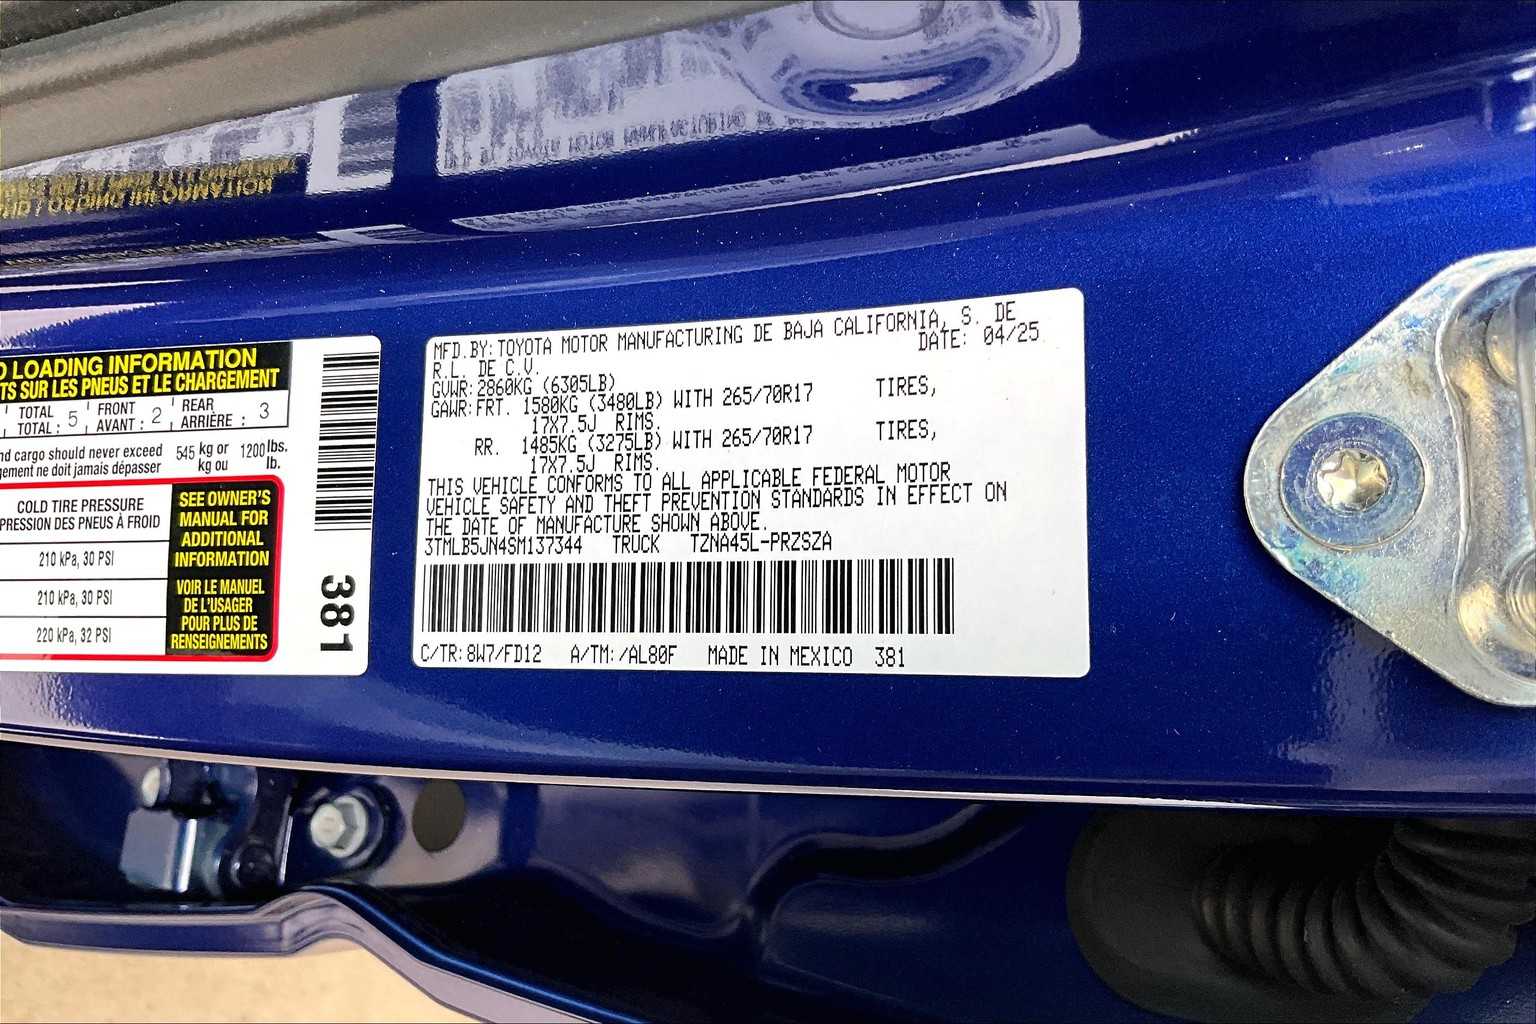 O LOADING INFORMATION
TS SUR LES PNEUS ET LE CHARGEMENT
TOTAL TOTAL : 5 FRONT AVANT : 2 REAR ARRIÈRE : 3
nd cargo should never exceed 545 kg or 1200 lbs.
gement ne doit jamais dépasser kg ou lb.
COLD TIRE PRESSURE
PRESSION DES PNEUS À FROID
210 kPa, 30 PSI
210 kPa, 30 PSI
220 kPa, 32 PSI
SEE OWNER'S
MANUAL FOR
ADDITIONAL
INFORMATION
VOIR LE MANUEL
DE L'USAGER
POUR PLUS DE
RENSEIGNEMENTS
381
MFD.BY:TOYOTA MOTOR MANUFACTURING DE BAJA CALIFORNIA, S. DE
R.L. DE C.V. DATE: 04/25
GVWR:2860KG (6305LB)
GAWR:FRT. 1580KG (3480LB) WITH 265/70R17 TIRES,
17X7.5J RIMS.
RR. 1485KG (3275LB) WITH 265/70R17 TIRES,
17X7.5J RIMS.
THIS VEHICLE CONFORMS TO ALL APPLICABLE FEDERAL MOTOR
VEHICLE SAFETY AND THEFT PREVENTION STANDARDS IN EFFECT ON
THE DATE OF MANUFACTURE SHOWN ABOVE.
3TMLB5JN4SM137344 TRUCK TZNA45L-PRZSZA
C/TR:8W7/FD12 A/TM:/AL80F MADE IN MEXICO 381